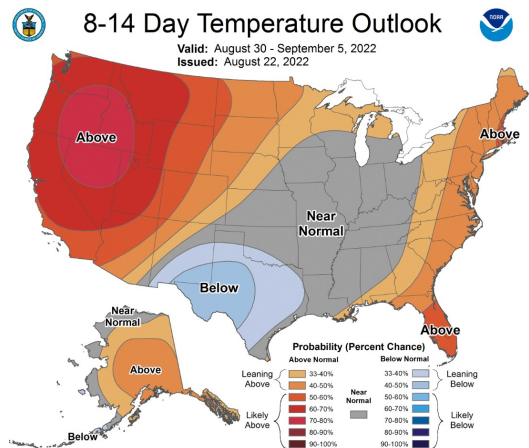 8-14 Day Temperature Outlook
Valid: August 30 - September 5, 2022
Issued: August 22, 2022
NOAA
Above
Above
Near
Normal
Below
Above
Near
Normal
Above
Below
Probability (Percent Chance)
Above Normal
Below Normal
Leaning
Above
33-40%
40-50%
Likely
Above
50-60%
60-70%
70-80%
80-90%
90-100%
Near
Normal
33-40%
40-50%
Leaning
Below
50-60%
60-70%
70-80%
80-90%
90-100%
Likely
Below